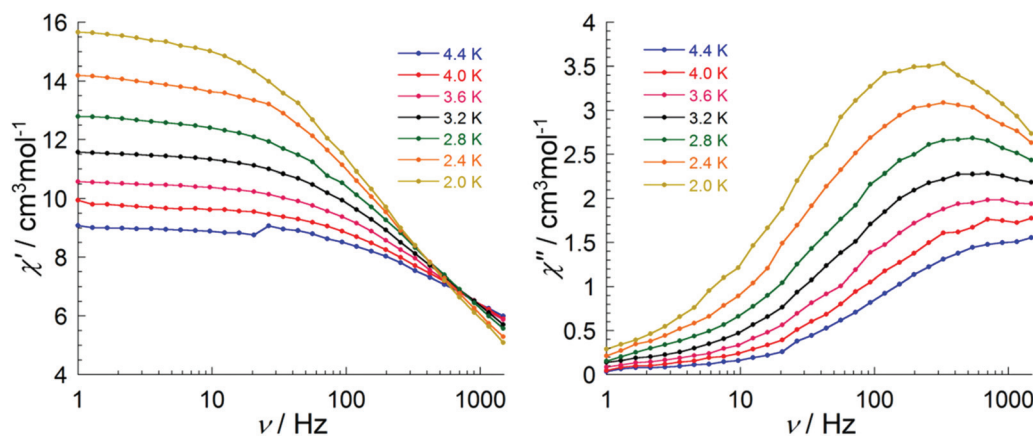 16
14
12
10
8
6
4
χ′ / cm³mol⁻¹
1
10
100
1000
ν / Hz
4.4 K
4.0 K
3.6 K
3.2 K
2.8 K
2.4 K
2.0 K
4
3.5
3
2.5
2
1.5
1
0.5
0
χ″ / cm³mol⁻¹
1
10
100
1000
ν / Hz
4.4 K
4.0 K
3.6 K
3.2 K
2.8 K
2.4 K
2.0 K